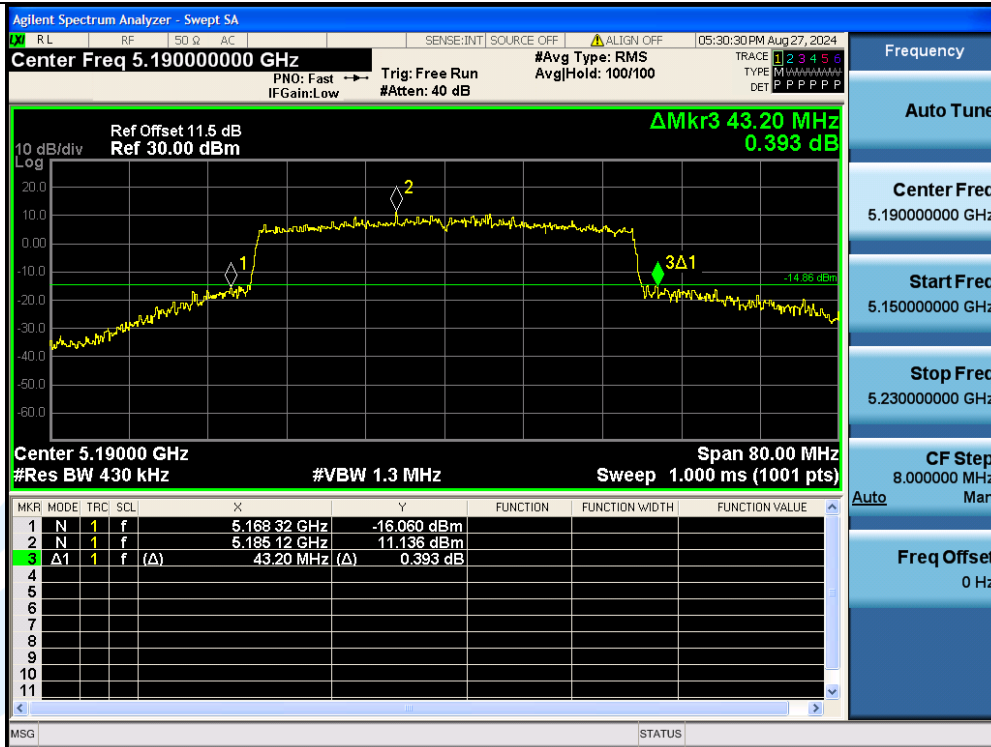 Agilent Spectrum Analyzer - Swept SA
LXI RL RF 50 Ω AC SENSE:INT SOURCE OFF ALIGN OFF 05:30:30 PM Aug 27, 2024
Center Freq 5.190000000 GHz
PNO: Fast
IFGain:Low
Trig: Free Run
#Atten: 40 dB
#Avg Type: RMS
Avg|Hold: 100/100
TRACE 1 2 3 4 5 6
TYPE M
DET P P P P P P
ΔMkr3 43.20 MHz
0.393 dB
Ref Offset 11.5 dB
10 dB/div Ref 30.00 dBm
Log
20.0
10.0
0.00
-10.0
-20.0
-30.0
-40.0
-50.0
-60.0
1
2
3Δ1
-14.86 dBm
Center 5.19000 GHz Span 80.00 MHz
#Res BW 430 kHz #VBW 1.3 MHz Sweep 1.000 ms (1001 pts)
MKR MODE TRC SCL X Y FUNCTION FUNCTION WIDTH FUNCTION VALUE
1 N 1 f 5.168 32 GHz -16.060 dBm
2 N 1 f 5.185 12 GHz 11.136 dBm
3 Δ1 1 f (Δ) 43.20 MHz (Δ) 0.393 dB
4
5
6
7
8
9
10
11
MSG STATUS
Frequency
Auto Tune
Center Freq
5.190000000 GHz
Start Freq
5.150000000 GHz
Stop Freq
5.230000000 GHz
CF Step
8.000000 MHz
Auto Man
Freq Offset
0 Hz